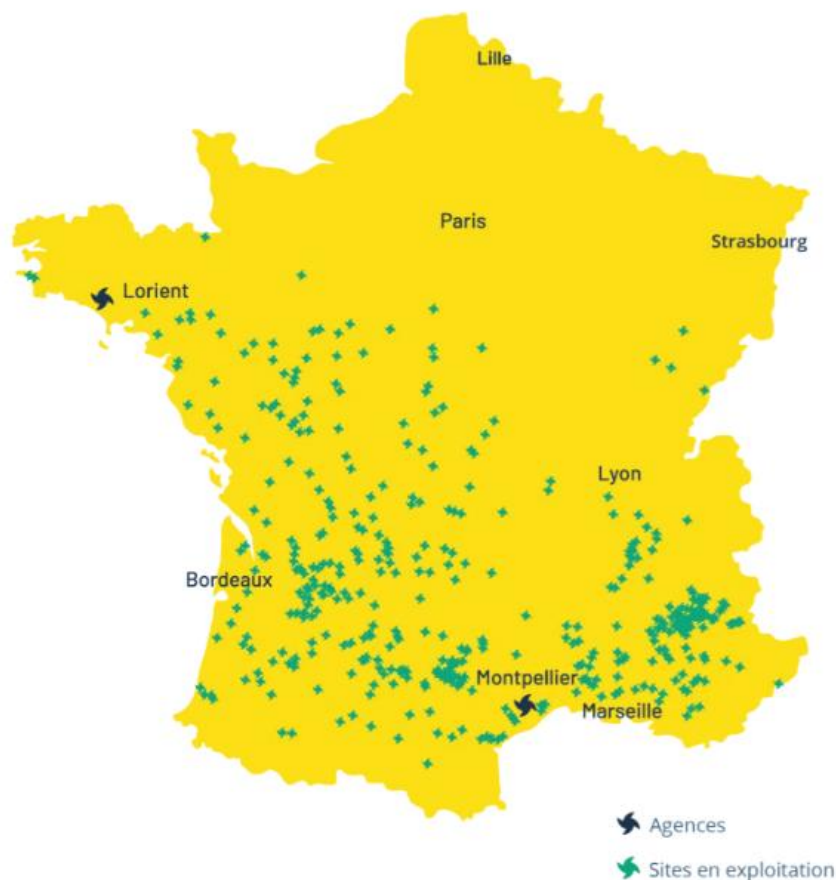 Lille
Paris
Strasbourg
Lorient
Lyon
Bordeaux
Montpellier
Marseille
Agences
Sites en exploitation